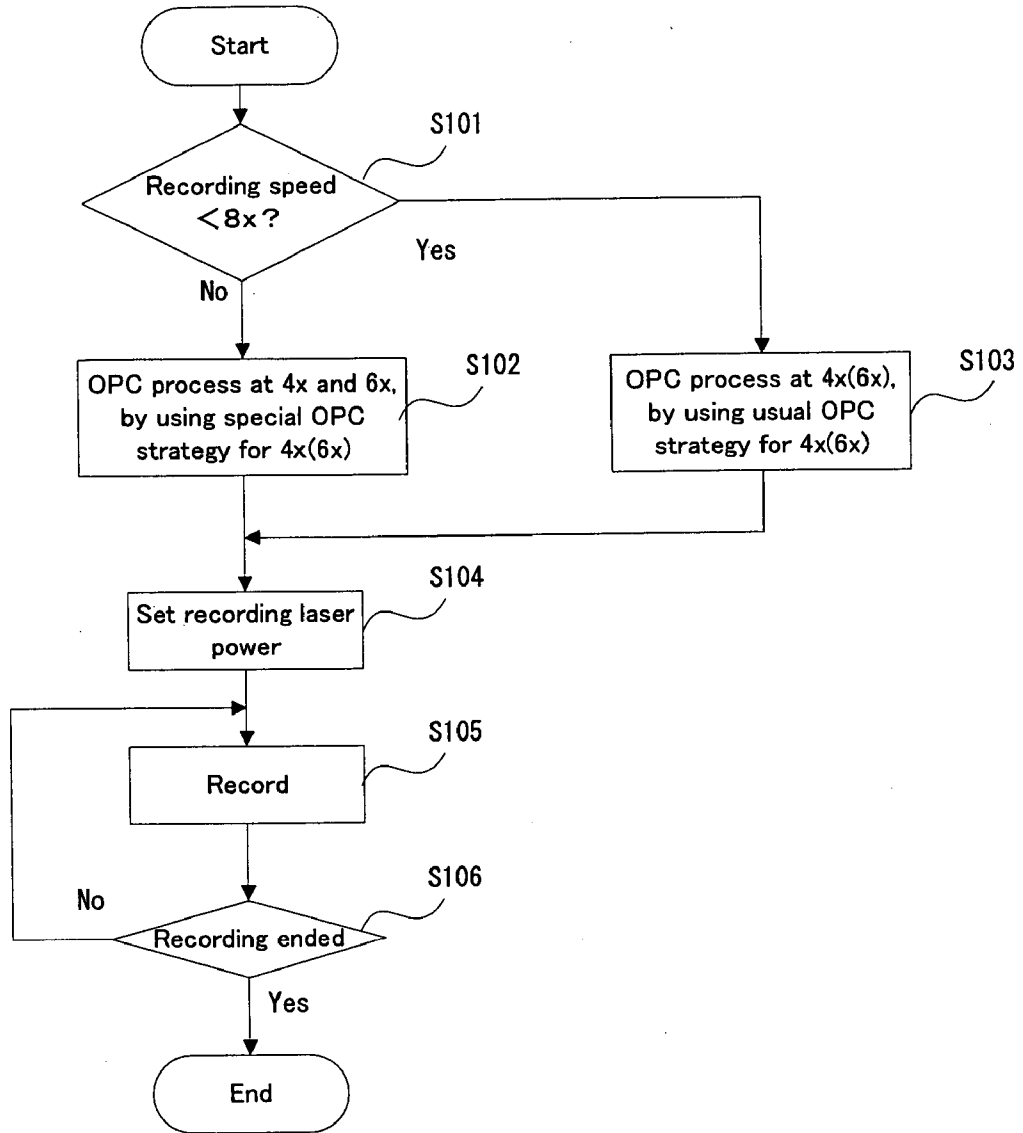 Start
S101
Recording speed
<8x?
Yes
No
S102
OPC process at 4x and 6x,
by using special OPC
strategy for 4x(6x)
S103
OPC process at 4x(6x),
by using usual OPC
strategy for 4x(6x)
S104
Set recording laser
power
S105
Record
S106
No
Recording ended
Yes
End